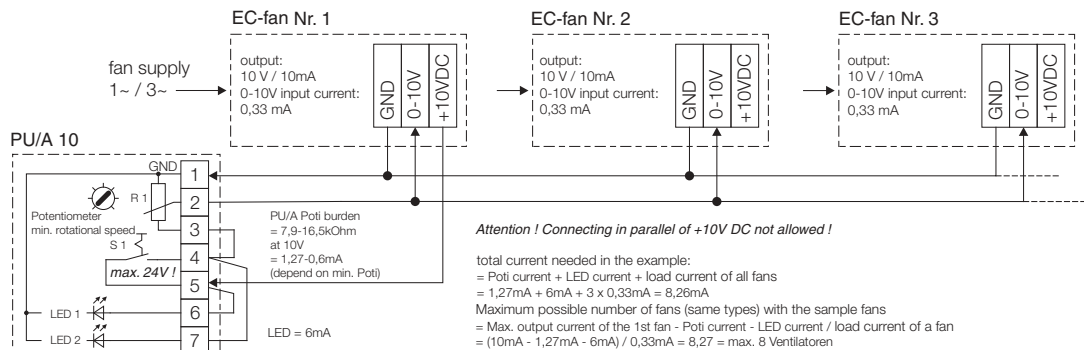 EC-fan Nr. 1
EC-fan Nr. 2
EC-fan Nr. 3
fan supply
1~ / 3~
output:
10 V / 10mA
0-10V input current:
0,33 mA
GND
0-10V
+10VDC
output:
10 V / 10mA
0-10V input current:
0,33 mA
GND
0-10V
+10VDC
output:
10 V / 10mA
0-10V input current:
0,33 mA
GND
0-10V
+10VDC
PU/A 10
GND
1
2
3
4
5
6
7
R 1
Potentiometer
min. rotational speed
S 1
max. 24V !
LED 1
LED 2
PU/A Poti burden
= 7,9-16,5kOhm
at 10V
= 1,27-0,6mA
(depend on min. Poti)
LED = 6mA
Attention ! Connecting in parallel of +10V DC not allowed !
total current needed in the example:
= Poti current + LED current + load current of all fans
= 1,27mA + 6mA + 3 x 0,33mA = 8,26mA
Maximum possible number of fans (same types) with the sample fans
= Max. output current of the 1st fan - Poti current - LED current / load current of a fan
= (10mA - 1,27mA - 6mA) / 0,33mA = 8,27 = max. 8 Ventilatoren